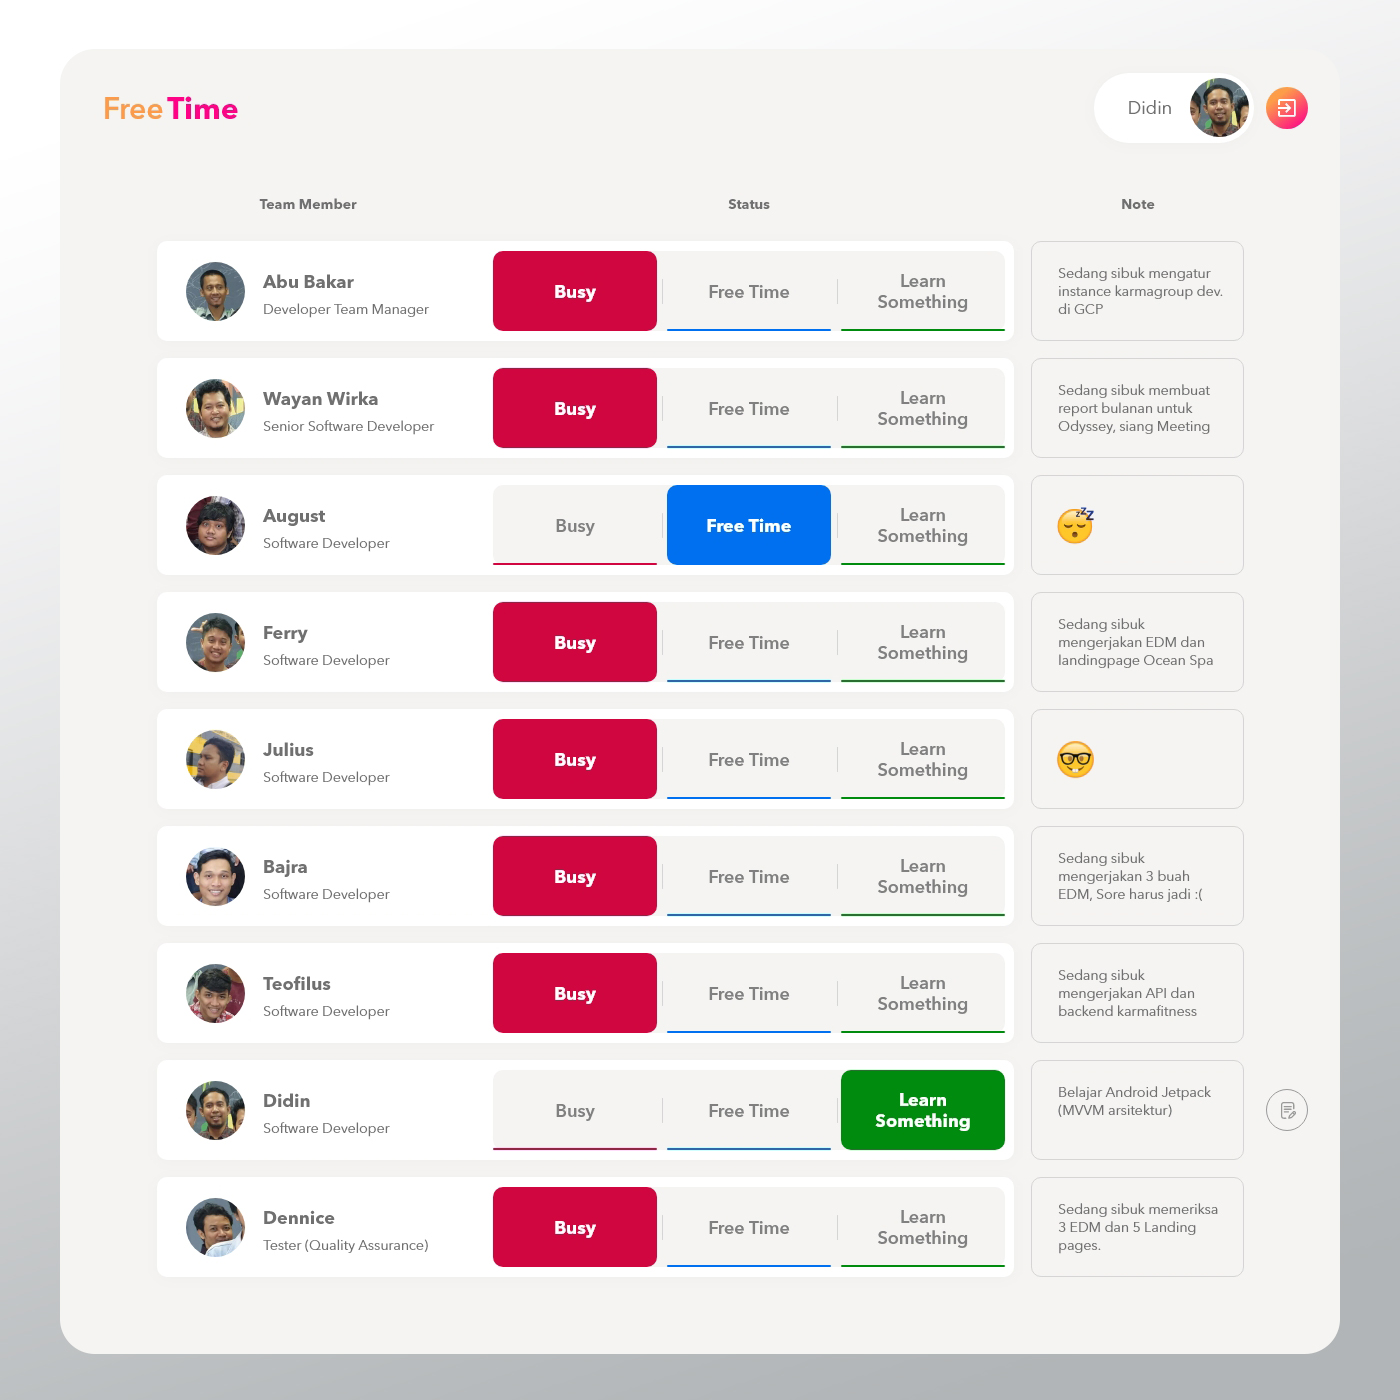 Free Time
Didin
Team Member
Status
Note
Abu Bakar
Developer Team Manager
Busy
Free Time
Learn
Something
Sedang sibuk mengatur
instance karmagroup dev.
di GCP
Wayan Wirka
Senior Software Developer
Busy
Free Time
Learn
Something
Sedang sibuk membuat
report bulanan untuk
Odyssey, siang Meeting
August
Software Developer
Busy
Free Time
Learn
Something
Ferry
Software Developer
Busy
Free Time
Learn
Something
Sedang sibuk
mengerjakan EDM dan
landingpage Ocean Spa
Julius
Software Developer
Busy
Free Time
Learn
Something
Bajra
Software Developer
Busy
Free Time
Learn
Something
Sedang sibuk
mengerjakan 3 buah
EDM, Sore harus jadi :(
Teofilus
Software Developer
Busy
Free Time
Learn
Something
Sedang sibuk
mengerjakan API dan
backend karmafitness
Didin
Software Developer
Busy
Free Time
Learn
Something
Belajar Android Jetpack
(MVVM arsitektur)
Dennice
Tester (Quality Assurance)
Busy
Free Time
Learn
Something
Sedang sibuk memeriksa
3 EDM dan 5 Landing
pages.